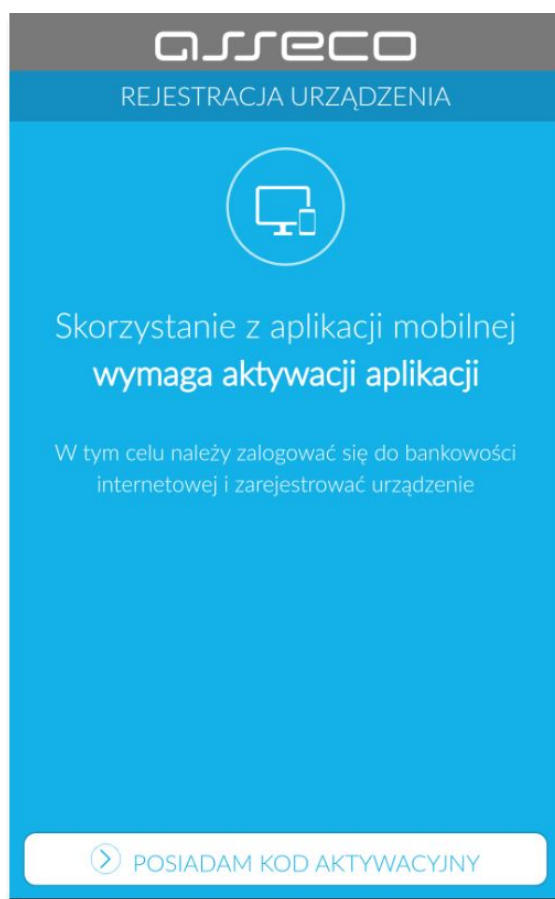 asseco
REJESTRACJA URZĄDZENIA
Skorzystanie z aplikacji mobilnej
wymaga aktywacji aplikacji
W tym celu należy zalogować się do bankowości
internetowej i zarejestrować urządzenie
POSIADAM KOD AKTYWACYJNY